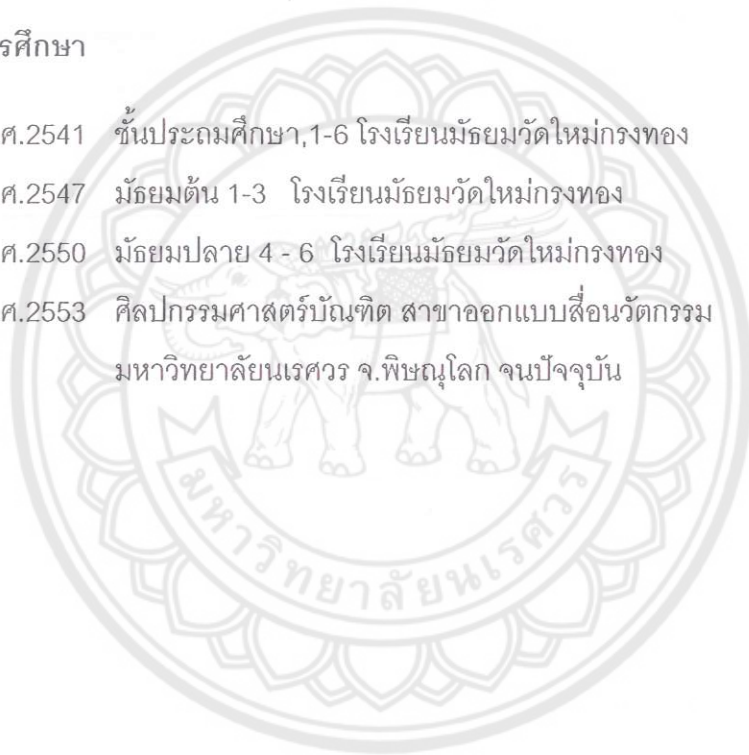 รศึกษา
ศ.2541 ชั้นประถมศึกษา,1-6 โรงเรียนมัธยมวัดใหม่กรงทอง
ศ.2547 มัธยมต้น 1-3 โรงเรียนมัธยมวัดใหม่กรงทอง
ศ.2550 มัธยมปลาย 4 - 6 โรงเรียนมัธยมวัดใหม่กรงทอง
ศ.2553 ศิลปกรรมศาสตร์บัณฑิต สาขาออกแบบสื่อนวัตกรรม
มหาวิทยาลัยนเรศวร จ.พิษณุโลก จนปัจจุบัน
มหาวิทยาลัยนเรศวร